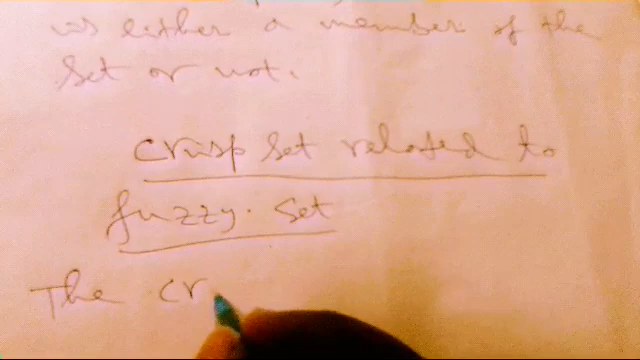 is either a member of the
Set or not.
Crisp Set related to
fuzzy. Set
The cr